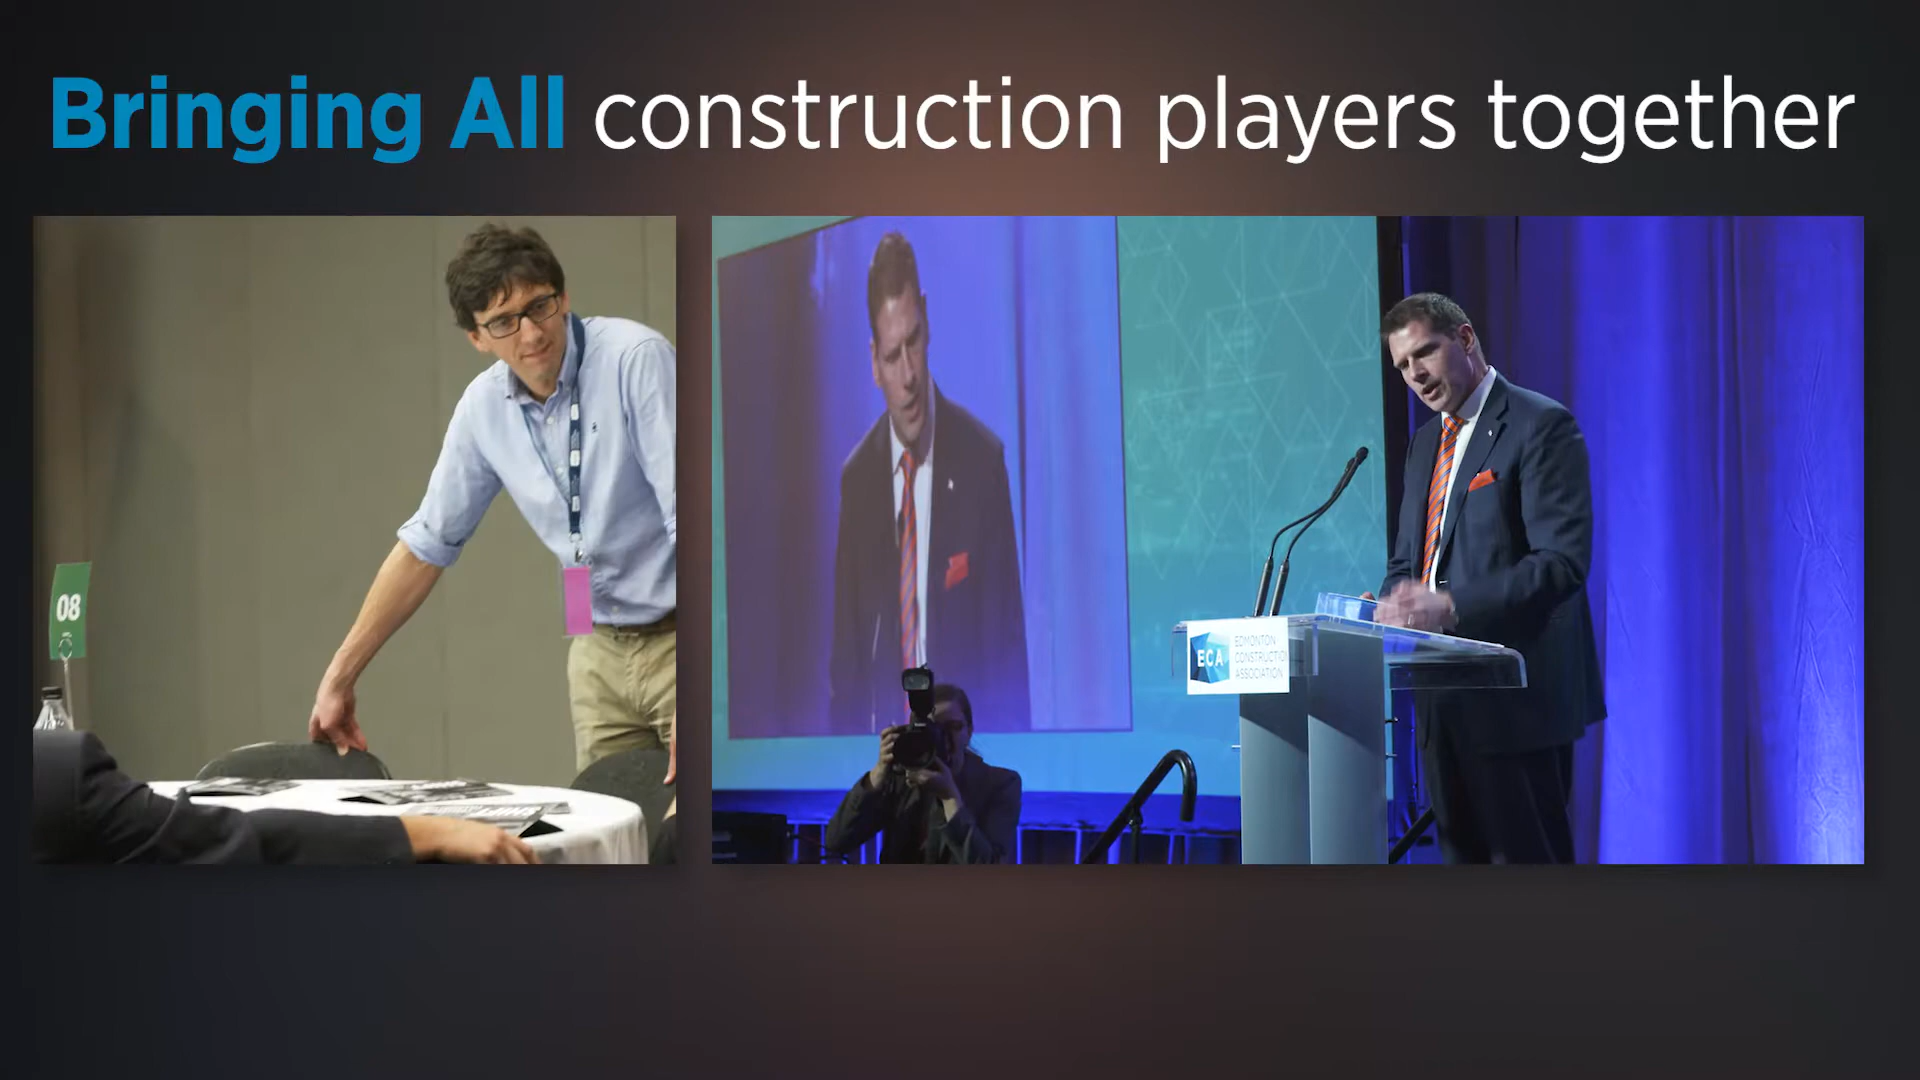 Bringing All construction players together
08
ECA
EDMONTON
CONSTRUCTION
ASSOCIATION